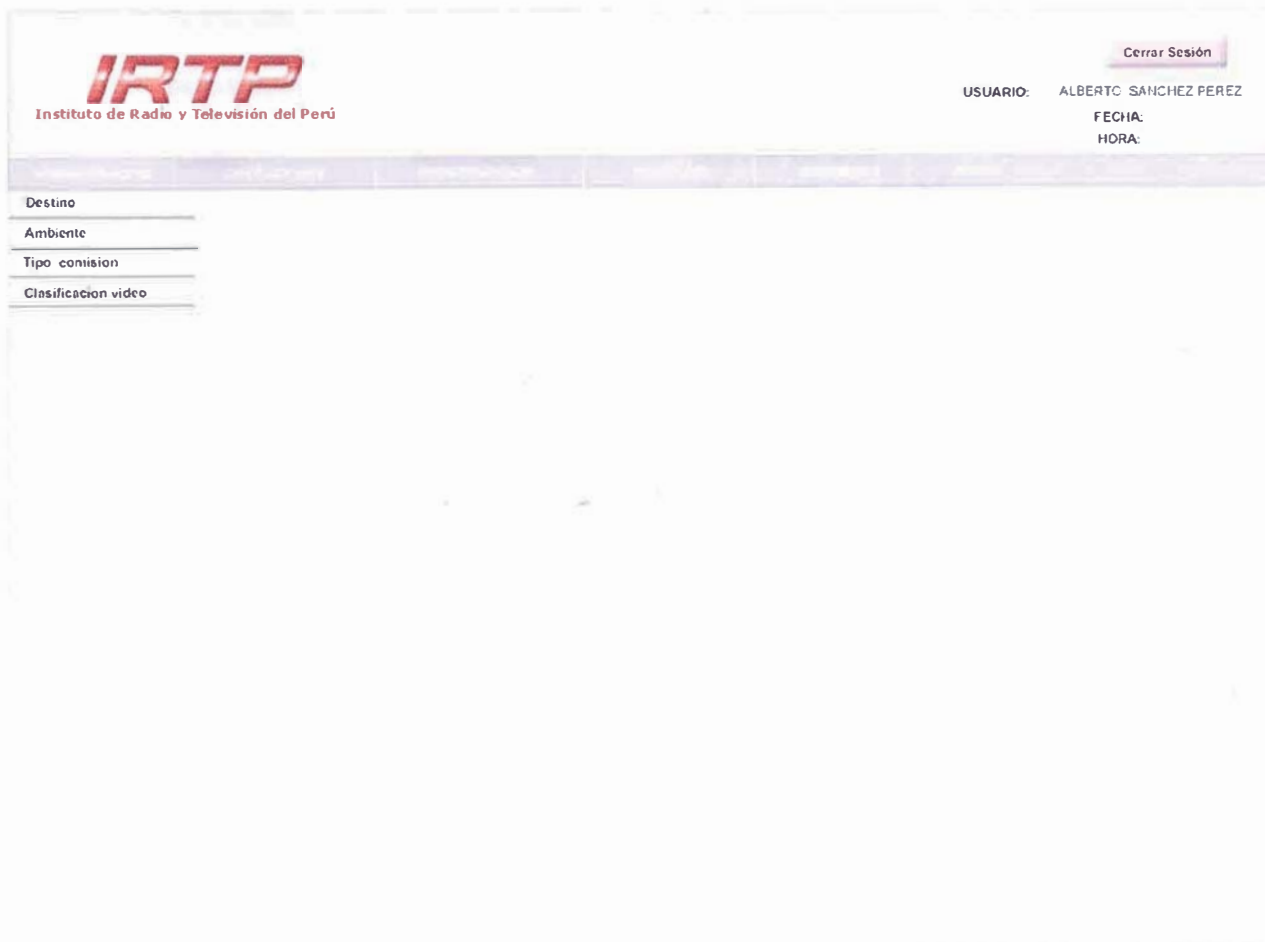 IRTP
Instituto de Radio y Televisión del Perú
Cerrar Sesión
USUARIO: ALBERTO SANCHEZ PEREZ
FECHA:
HORA:
Destino
Ambiente
Tipo comision
Clasificacion video